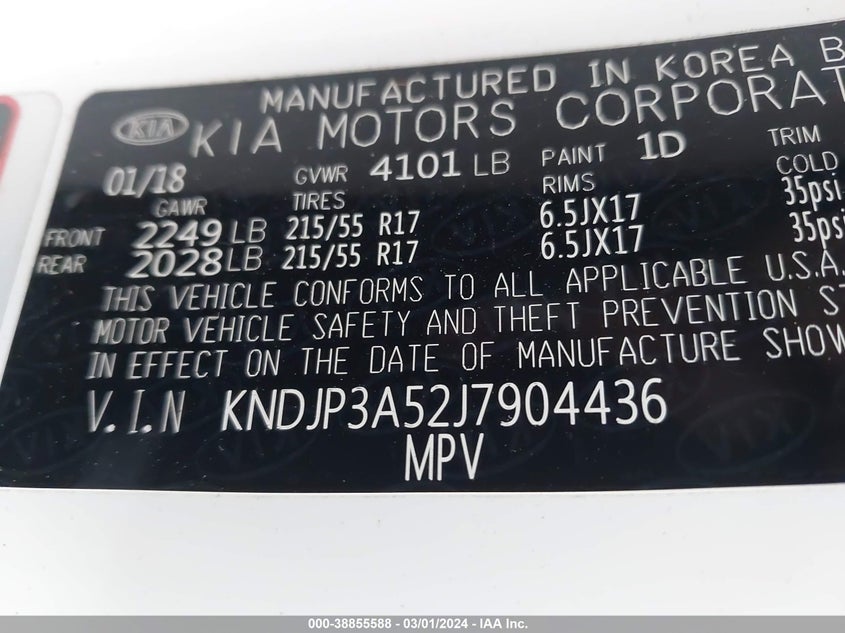 MANUFACTURED IN KOREA B
KIA KIA MOTORS CORPORAT
01/18 GVWR 4101 LB PAINT 1D TRIM
GAWR TIRES RIMS COLD
FRONT 2249 LB 215/55 R17 6.5JX17 35psi
REAR 2028 LB 215/55 R17 6.5JX17 35psi
THIS VEHICLE CONFORMS TO ALL APPLICABLE U.S.A.
MOTOR VEHICLE SAFETY AND THEFT PREVENTION ST
IN EFFECT ON THE DATE OF MANUFACTURE SHOW
V.I.N KNDJP3A52J7904436
MPV
000-38855588 - 03/01/2024 - IAA Inc.